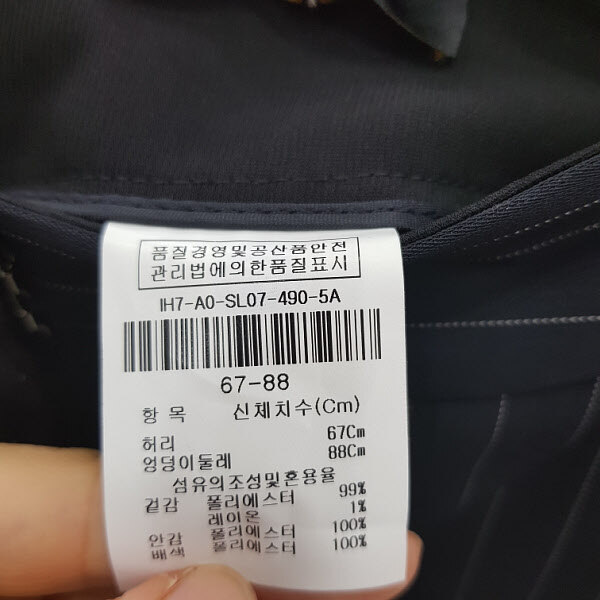 품질경영및공산품안전
관리법에의한품질표시
IH7-A0-SL07-490-5A
67-88
항 목 신체치수(Cm)
허리 67Cm
엉덩이둘레 88Cm
섬유의조성및혼용율
겉감 폴리에스터 99%
레이온 1%
안감 폴리에스터 100%
배색 폴리에스터 100%